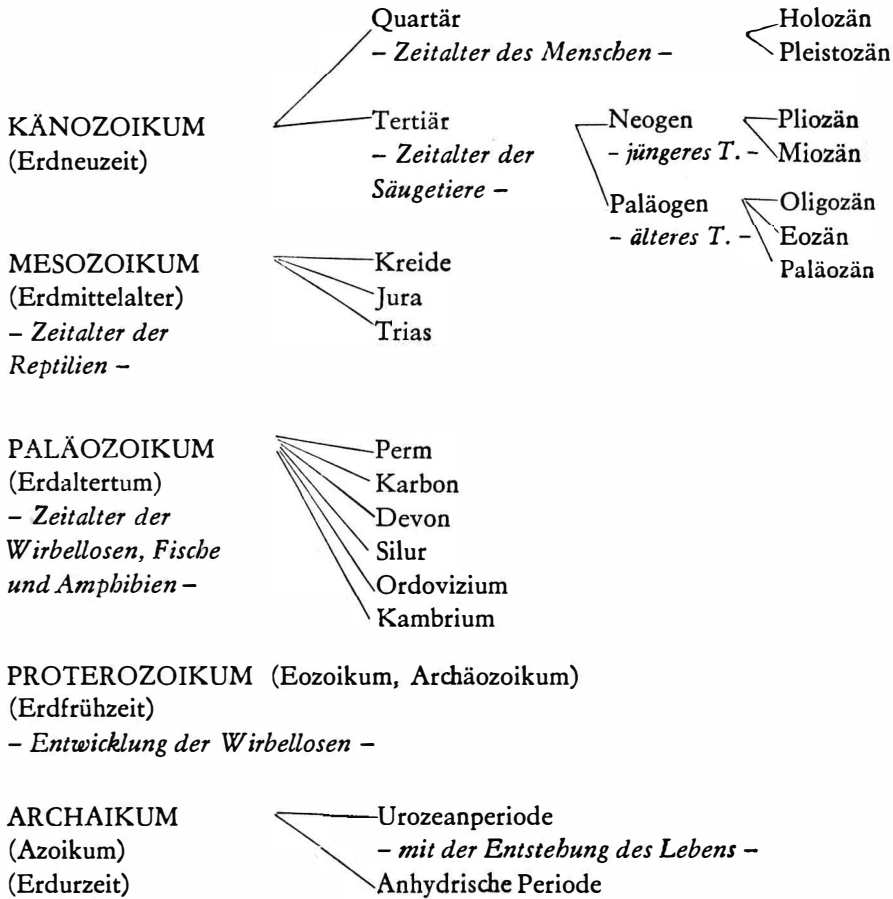 Quartär
– Zeitalter des Menschen –
Holozän
Pleistozän
KÄNOZOIKUM
(Erdneuzeit)
Tertiär
– Zeitalter der
Säugetiere –
Neogen
– jüngeres T. –
Pliozän
Miozän
Paläogen
– älteres T. –
Oligozän
Eozän
Paläozän
MESOZOIKUM
(Erdmittelalter)
– Zeitalter der
Reptilien –
Kreide
Jura
Trias
PALÄOZOIKUM
(Erdaltertum)
– Zeitalter der
Wirbellosen, Fische
und Amphibien –
Perm
Karbon
Devon
Silur
Ordovizium
Kambrium
PROTEROZOIKUM (Eozoikum, Archäozoikum)
(Erdfrühzeit)
– Entwicklung der Wirbellosen –
ARCHAIKUM
(Azoikum)
(Erdurzeit)
Urozeanperiode
– mit der Entstehung des Lebens –
Anhydrische Periode